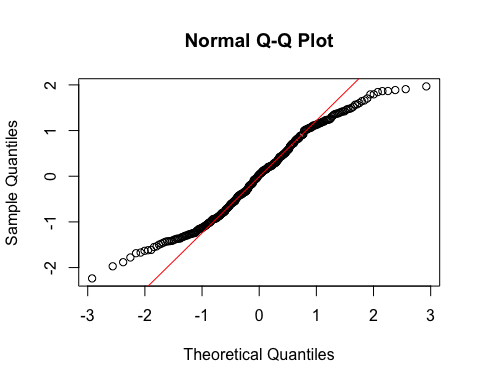 Normal Q-Q Plot
2
1
0
-1
-2
Sample Quantiles
-3 -2 -1 0 1 2 3
Theoretical Quantiles